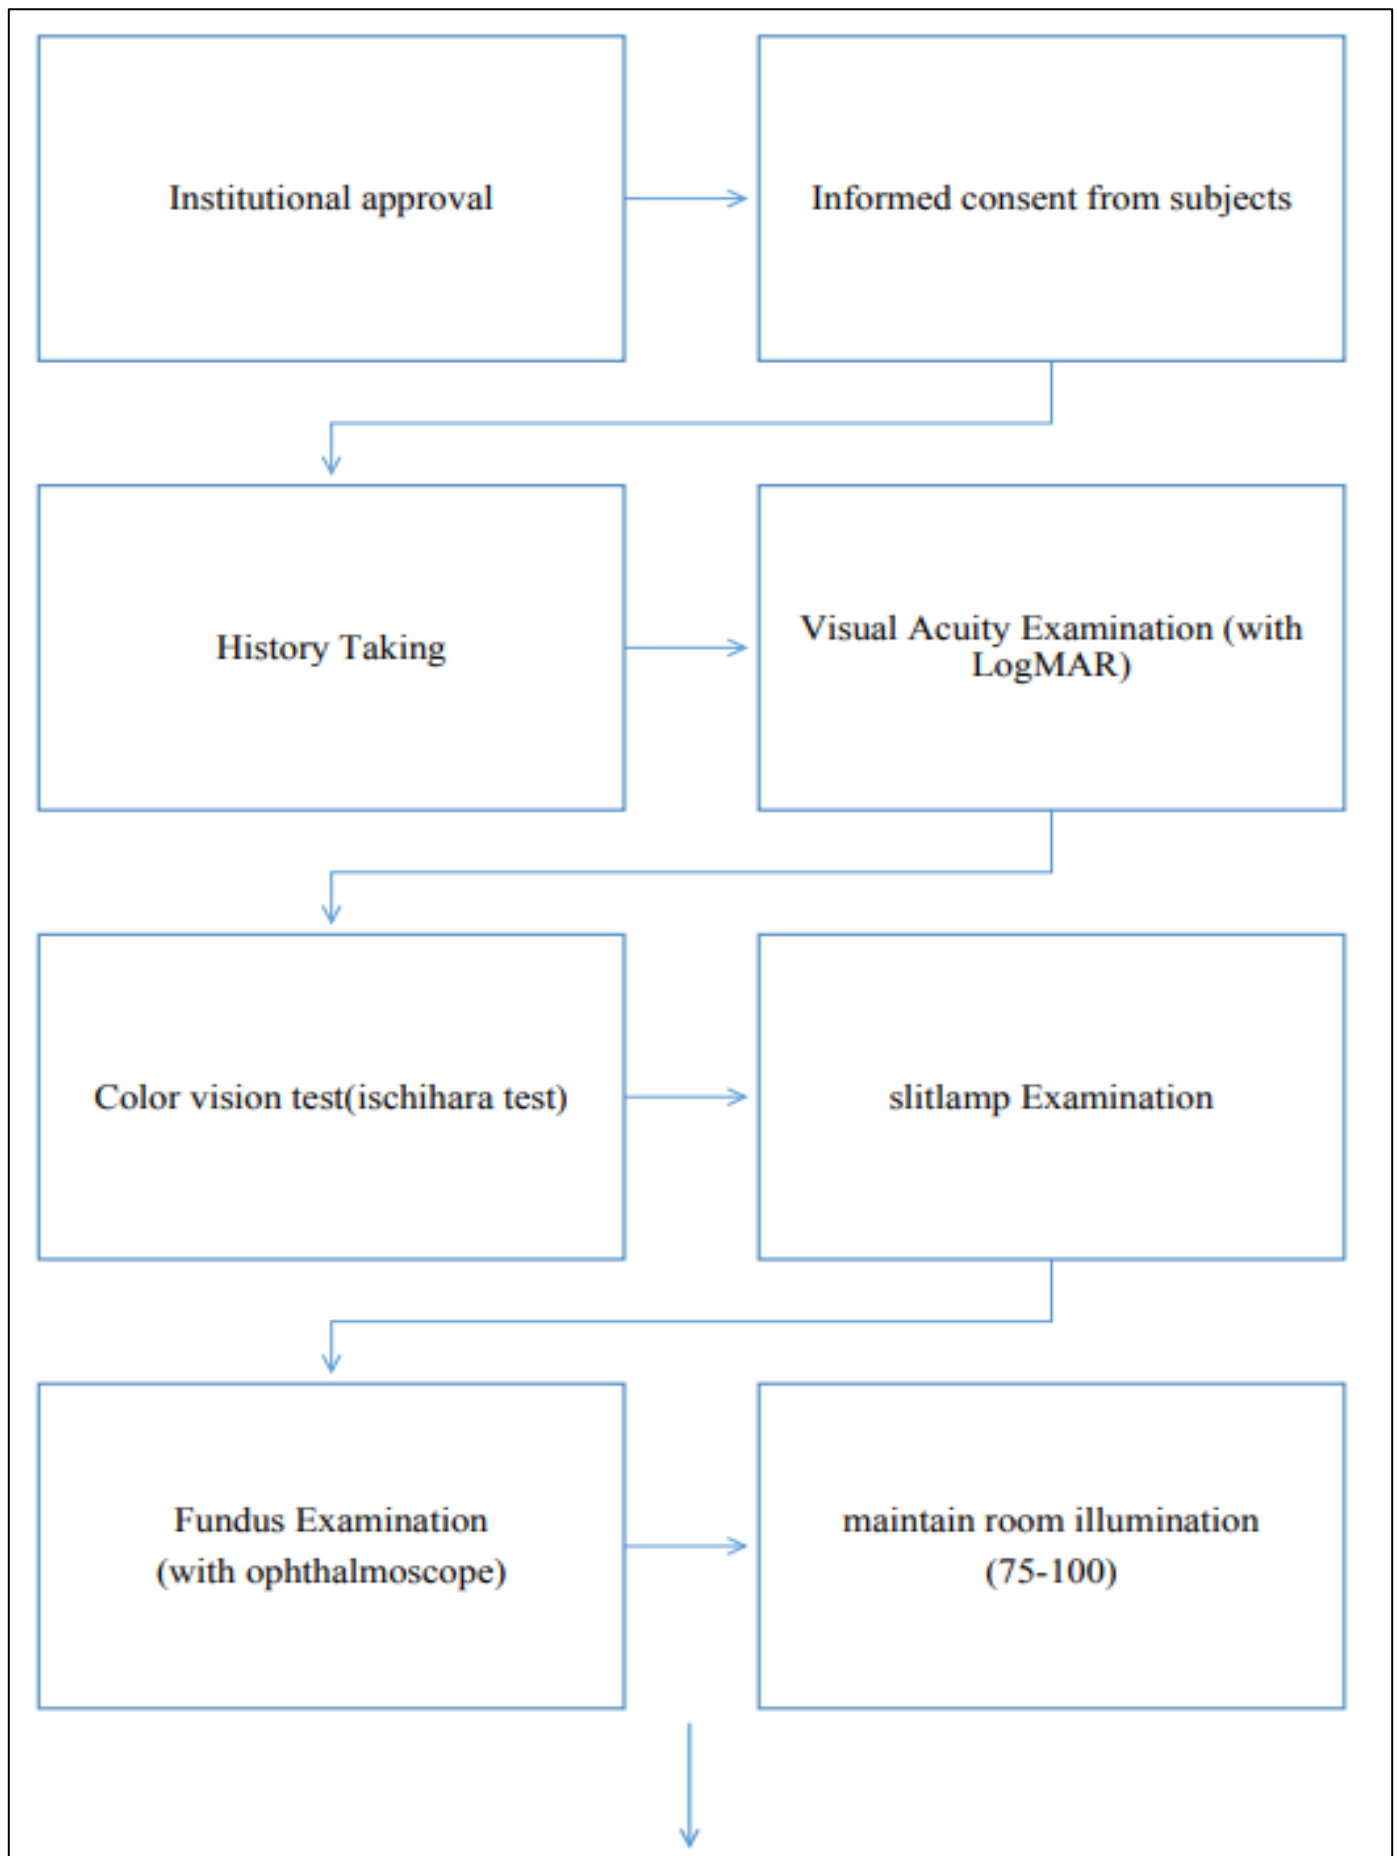 Institutional approval
Informed consent from subjects
History Taking
Visual Acuity Examination (with
LogMAR)
Color vision test(ischihara test)
slitlamp Examination
Fundus Examination
(with ophthalmoscope)
maintain room illumination
(75-100)